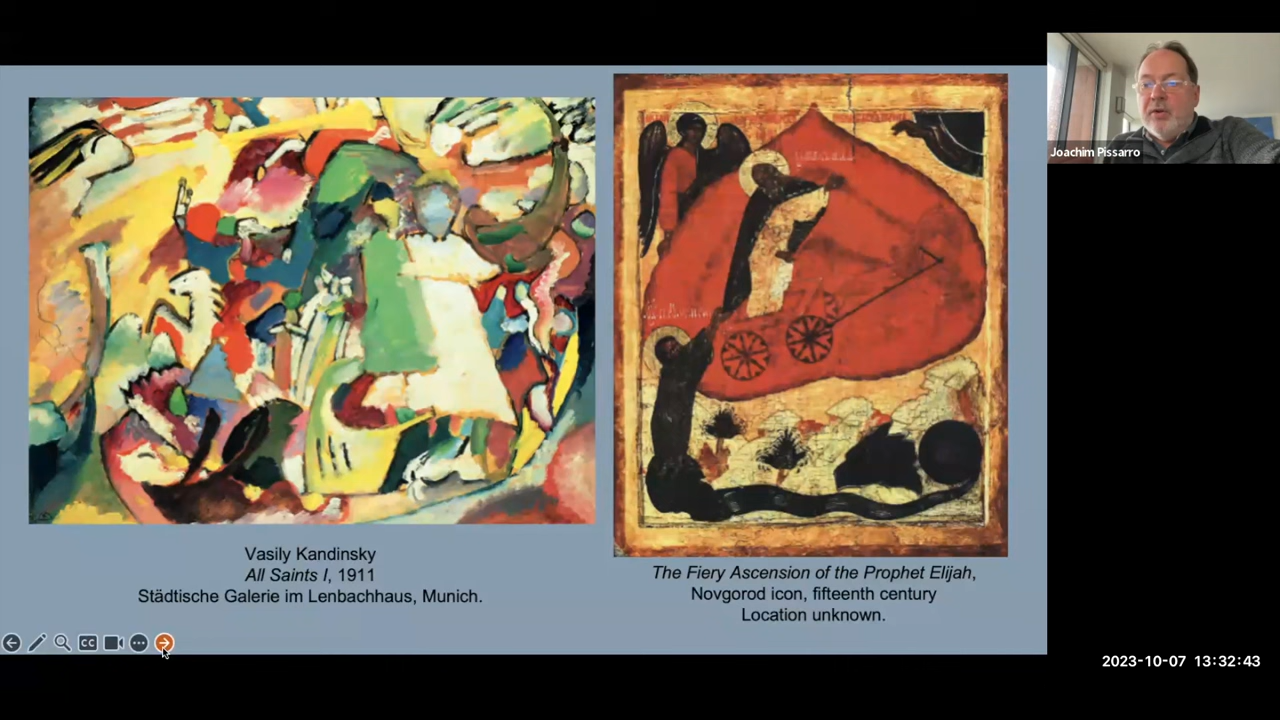 Joachim Pissarro
Vasily Kandinsky
All Saints I, 1911
Städtische Galerie im Lenbachhaus, Munich.
The Fiery Ascension of the Prophet Elijah,
Novgorod icon, fifteenth century
Location unknown.
CC
2023-10-07 13:32:43